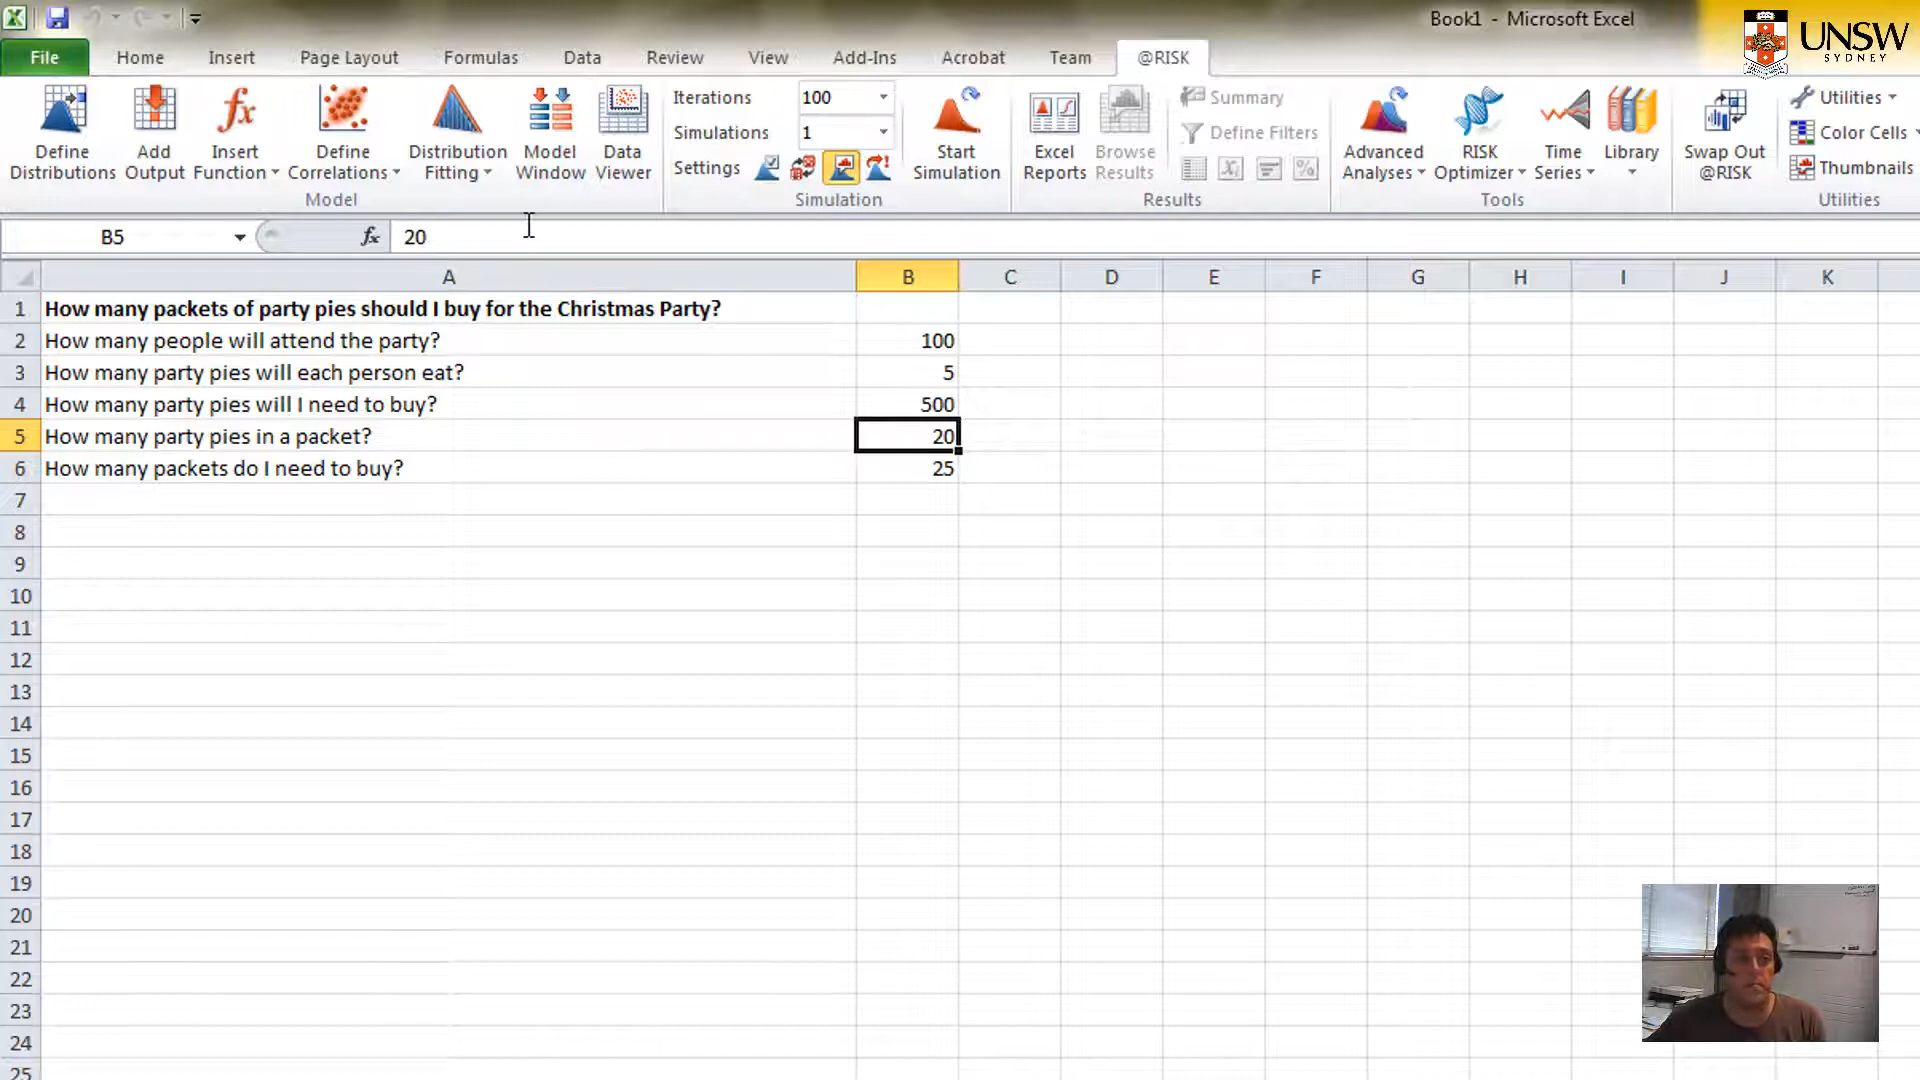 Book1 - Microsoft Excel
UNSW
SYDNEY
File Home Insert Page Layout Formulas Data Review View Add-Ins Acrobat Team @RISK
Define Distributions
Add Output
Insert Function
Define Correlations
Distribution Fitting
Model Window
Data Viewer
Model
Iterations 100
Simulations 1
Settings
Start Simulation
Simulation
Excel Reports
Browse Results
Summary
Define Filters
Results
Advanced Analyses
RISK Optimizer
Time Series
Library
Tools
Swap Out @RISK
Utilities
Color Cells
Thumbnails
Utilities
B5 fx 20
A B C D E F G H I J K
1 How many packets of party pies should I buy for the Christmas Party?
2 How many people will attend the party? 100
3 How many party pies will each person eat? 5
4 How many party pies will I need to buy? 500
5 How many party pies in a packet? 20
6 How many packets do I need to buy? 25
7
8
9
10
11
12
13
14
15
16
17
18
19
20
21
22
23
24
25